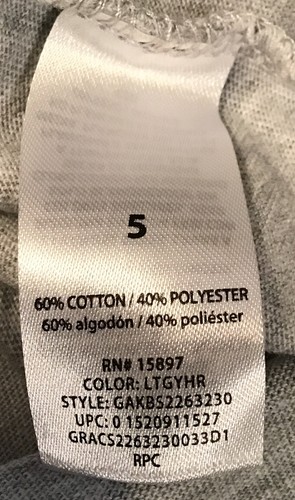 5
60% COTTON / 40% POLYESTER
60% algodón / 40% poliéster
RN# 15897
COLOR: LTGYHR
STYLE: GAKBS2263230
UPC: 0 1520911527
GRACS2263230033D1
RPC